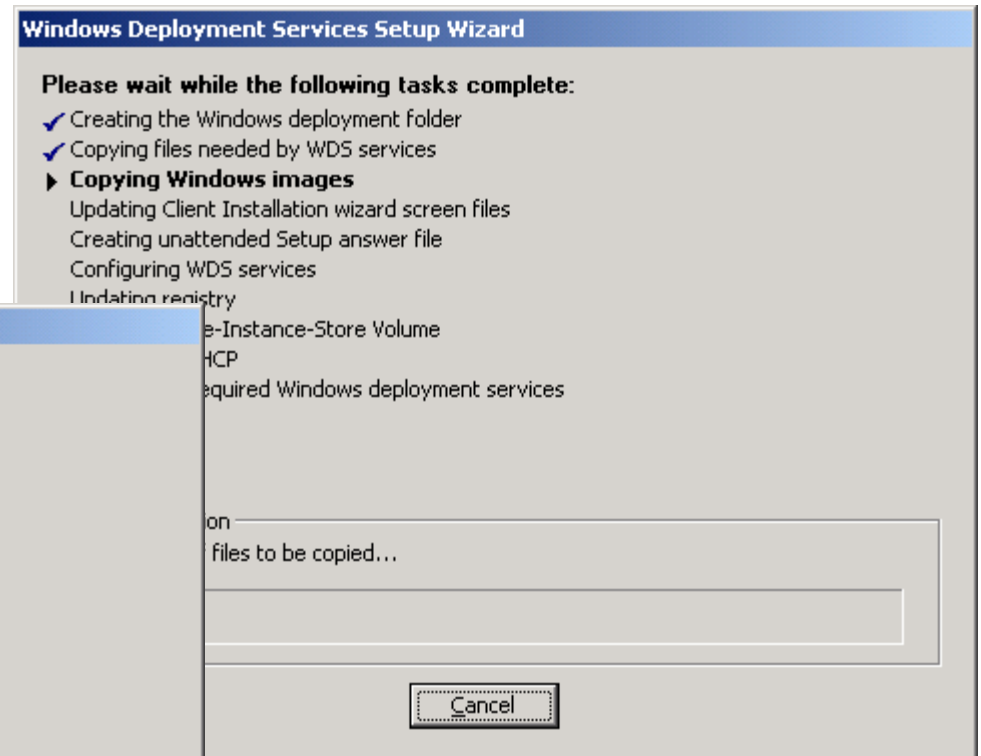 Windows Deployment Services Setup Wizard
Please wait while the following tasks complete:
Creating the Windows deployment folder
Copying files needed by WDS services
Copying Windows images
Updating Client Installation wizard screen files
Creating unattended Setup answer file
Configuring WDS services
Updating registry
e-Instance-Store Volume
HCP
equired Windows deployment services
on
files to be copied...
Cancel